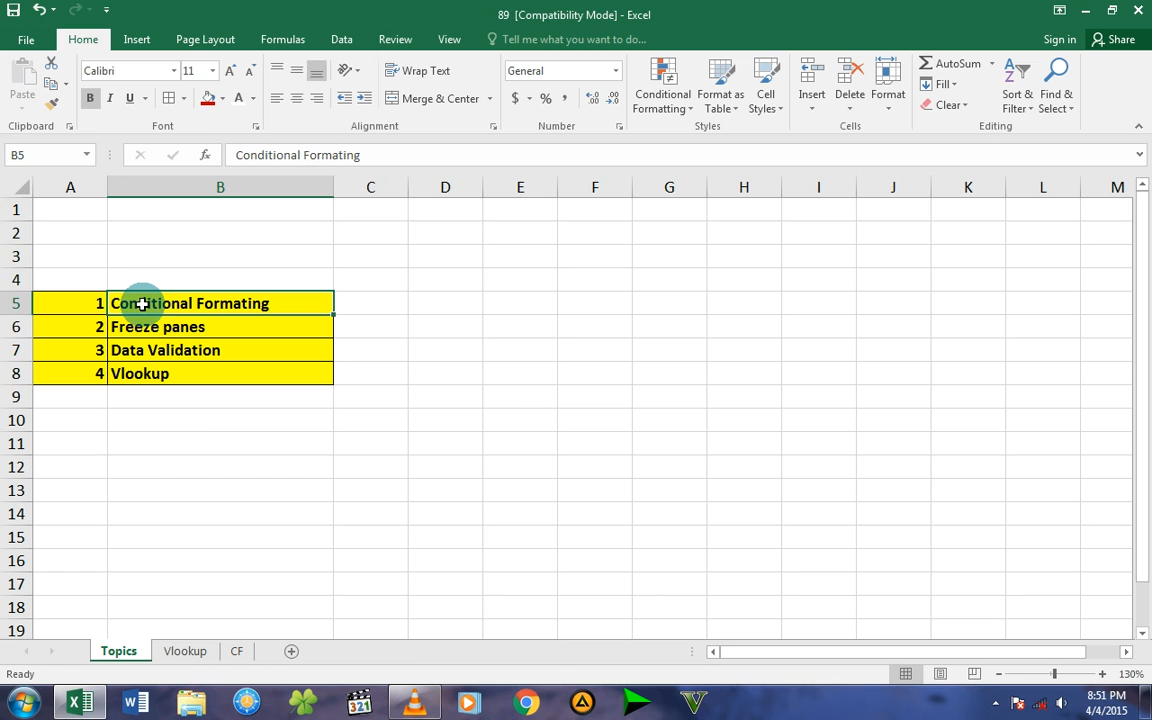 89 [Compatibility Mode] - Excel
File Home Insert Page Layout Formulas Data Review View Tell me what you want to do... Sign in Share
Paste Calibri 11 Wrap Text General Conditional Formatting Format as Table Cell Styles Insert Delete Format AutoSum Sort & Filter Find & Select
B I U A Merge & Center $ % , Fill Clear
Clipboard Font Alignment Number Styles Cells Editing
B5 fx Conditional Formating
A B C D E F G H I J K L M
1
2
3
4
5 1 Conditional Formating
6 2 Freeze panes
7 3 Data Validation
8 4 Vlookup
9
10
11
12
13
14
15
16
17
18
19
Topics Vlookup CF
Ready 130%
321 8:51 PM
4/4/2015